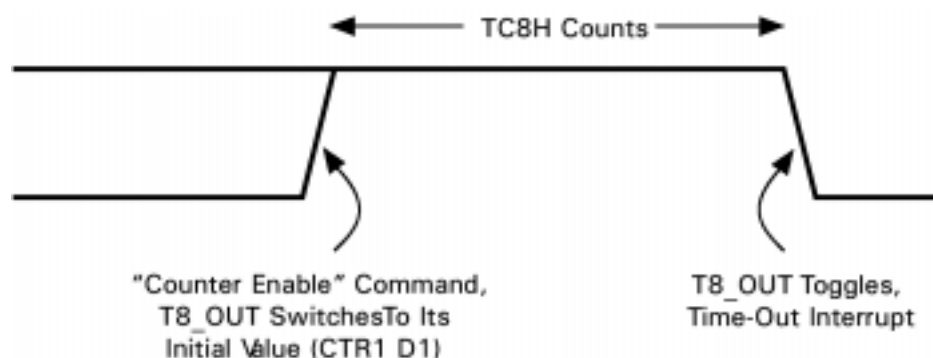 TC8H Counts
"Counter Enable" Command,
T8_OUT SwitchesTo Its
Initial Value (CTR1 D1)
T8_OUT Toggles,
Time-Out Interrupt